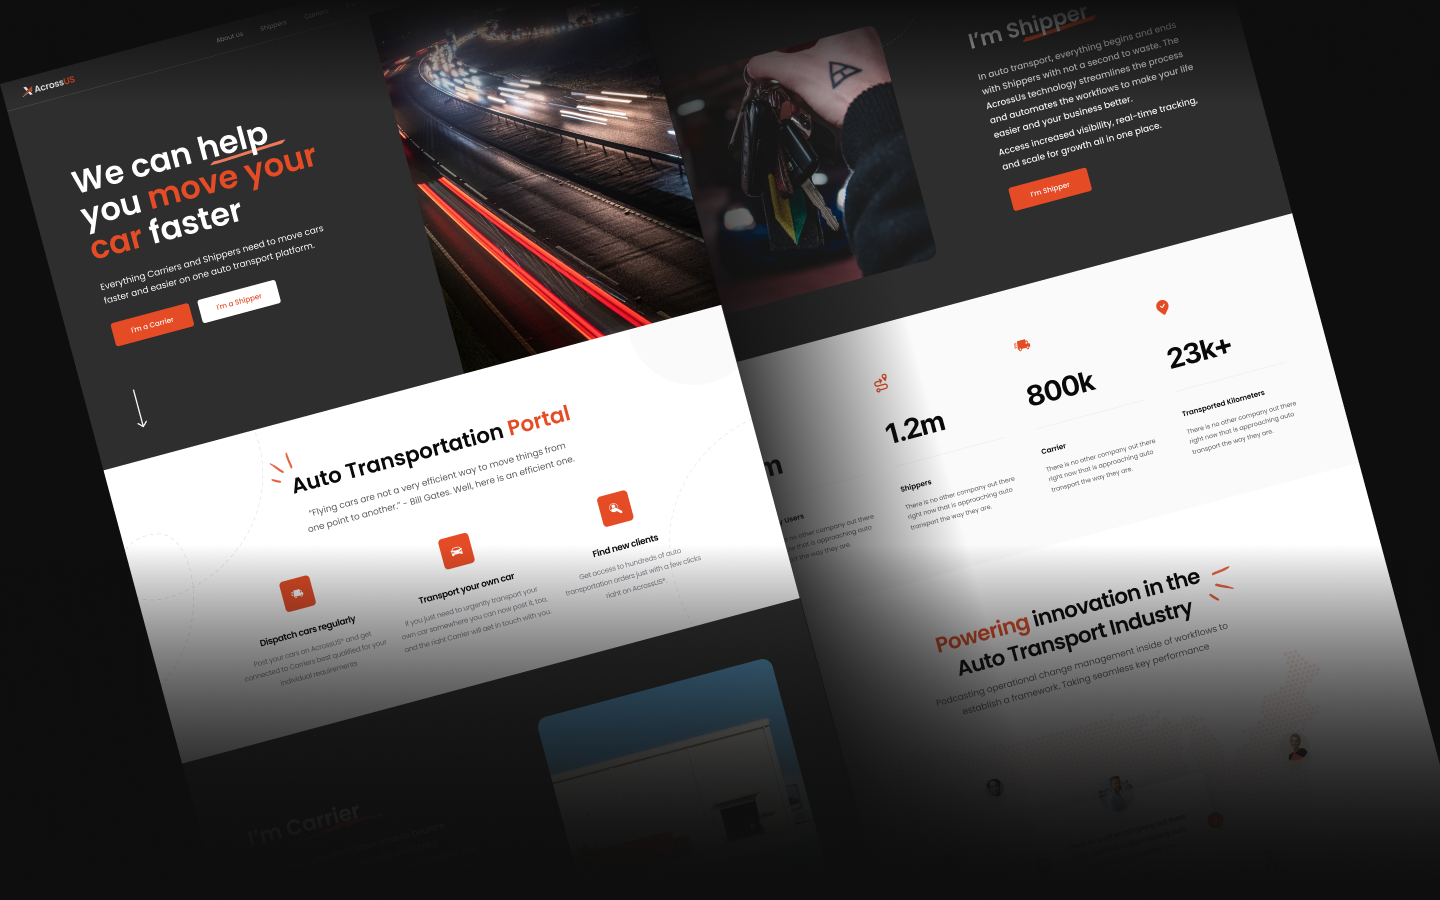 About Us
Shippers
Carriers
AcrossUS
We can help
you move your
car faster
Everything Carriers and Shippers need to move cars
faster and easier on one auto transport platform.
I'm a Carrier
I'm a Shipper
Auto Transportation Portal
"Flying cars are not a very efficient way to move things from
one point to another." - Bill Gates. Well, here is an efficient one.
Dispatch cars regularly
Post your cars on AcrossUS® and get
connected to Carriers best qualified for your
individual requirements
Transport your own car
If you just need to urgently transport your
own car somewhere you can now post it, too,
and the right Carrier will get in touch with you.
Find new clients
Get access to hundreds of auto
transportation orders just with a few clicks
right on AcrossUS®.
I'm Carrier
I'm Shipper
In auto transport, everything begins and ends
with Shippers with not a second to waste. The
AcrossUs technology streamlines the process
and automates the workflows to make your life
easier and your business better.
Access increased visibility, real-time tracking,
and scale for growth all in one place.
I'm Shipper
m
Users
other company out there
that is approaching auto
the way they are.
1.2m
Shippers
There is no other company out there
right now that is approaching auto
transport the way they are.
800k
Carrier
There is no other company out there
right now that is approaching auto
transport the way they are.
23k+
Transported Kilometers
There is no other company out there
right now that is approaching auto
transport the way they are.
Powering innovation in the
Auto Transport Industry
Podcasting operational change management inside of workflows to
establish a framework. Taking seamless key performance